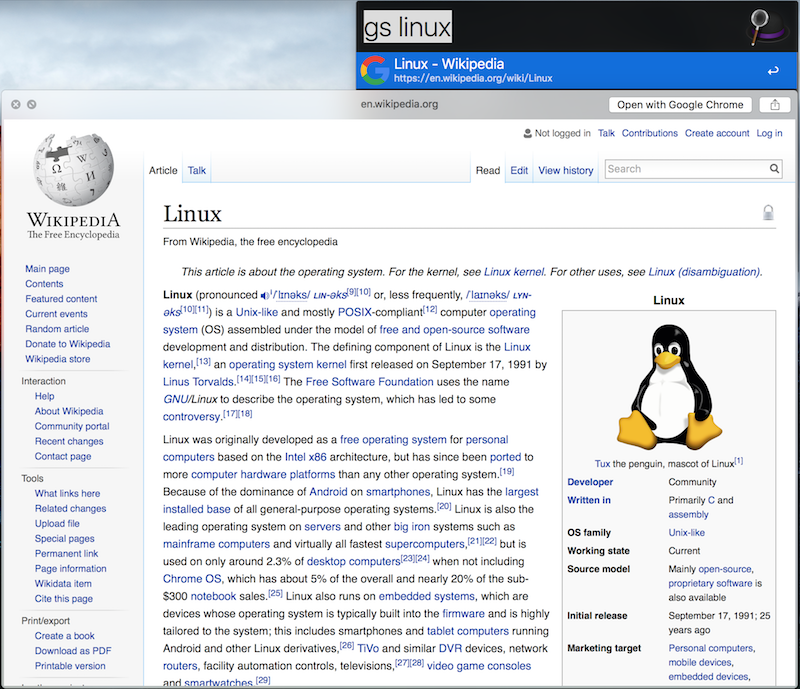 gs linux
Linux - Wikipedia
https://en.wikipedia.org/wiki/Linux
en.wikipedia.org
Open with Google Chrome
Not logged in Talk Contributions Create account Log in
Article Talk
Read Edit View history Search
WIKIPEDIA
The Free Encyclopedia
Main page
Contents
Featured content
Current events
Random article
Donate to Wikipedia
Wikipedia store
Interaction
Help
About Wikipedia
Community portal
Recent changes
Contact page
Tools
What links here
Related changes
Upload file
Special pages
Permanent link
Page information
Wikidata item
Cite this page
Print/export
Create a book
Download as PDF
Printable version
Linux
From Wikipedia, the free encyclopedia
This article is about the operating system. For the kernel, see Linux kernel. For other uses, see Linux (disambiguation).
Linux (pronounced /ˈlɪnəks/ LIN-əks[9][10] or, less frequently, /ˈlaɪnəks/ LYN-
əks[10][11]) is a Unix-like and mostly POSIX-compliant[12] computer operating
system (OS) assembled under the model of free and open-source software
development and distribution. The defining component of Linux is the Linux
kernel,[13] an operating system kernel first released on September 17, 1991 by
Linus Torvalds.[14][15][16] The Free Software Foundation uses the name
GNU/Linux to describe the operating system, which has led to some
controversy.[17][18]
Linux was originally developed as a free operating system for personal
computers based on the Intel x86 architecture, but has since been ported to
more computer hardware platforms than any other operating system.[19]
Because of the dominance of Android on smartphones, Linux has the largest
installed base of all general-purpose operating systems.[20] Linux is also the
leading operating system on servers and other big iron systems such as
mainframe computers and virtually all fastest supercomputers,[21][22] but is
used on only around 2.3% of desktop computers[23][24] when not including
Chrome OS, which has about 5% of the overall and nearly 20% of the sub-
$300 notebook sales.[25] Linux also runs on embedded systems, which are
devices whose operating system is typically built into the firmware and is highly
tailored to the system; this includes smartphones and tablet computers running
Android and other Linux derivatives,[26] TiVo and similar DVR devices, network
routers, facility automation controls, televisions,[27][28] video game consoles
and smartwatches.[29]
Linux
Tux the penguin, mascot of Linux[1]
Developer Community
Written in Primarily C and
assembly
OS family Unix-like
Working state Current
Source model Mainly open-source,
proprietary software is
also available
Initial release September 17, 1991; 25
years ago
Marketing target Personal computers,
mobile devices,
embedded devices,